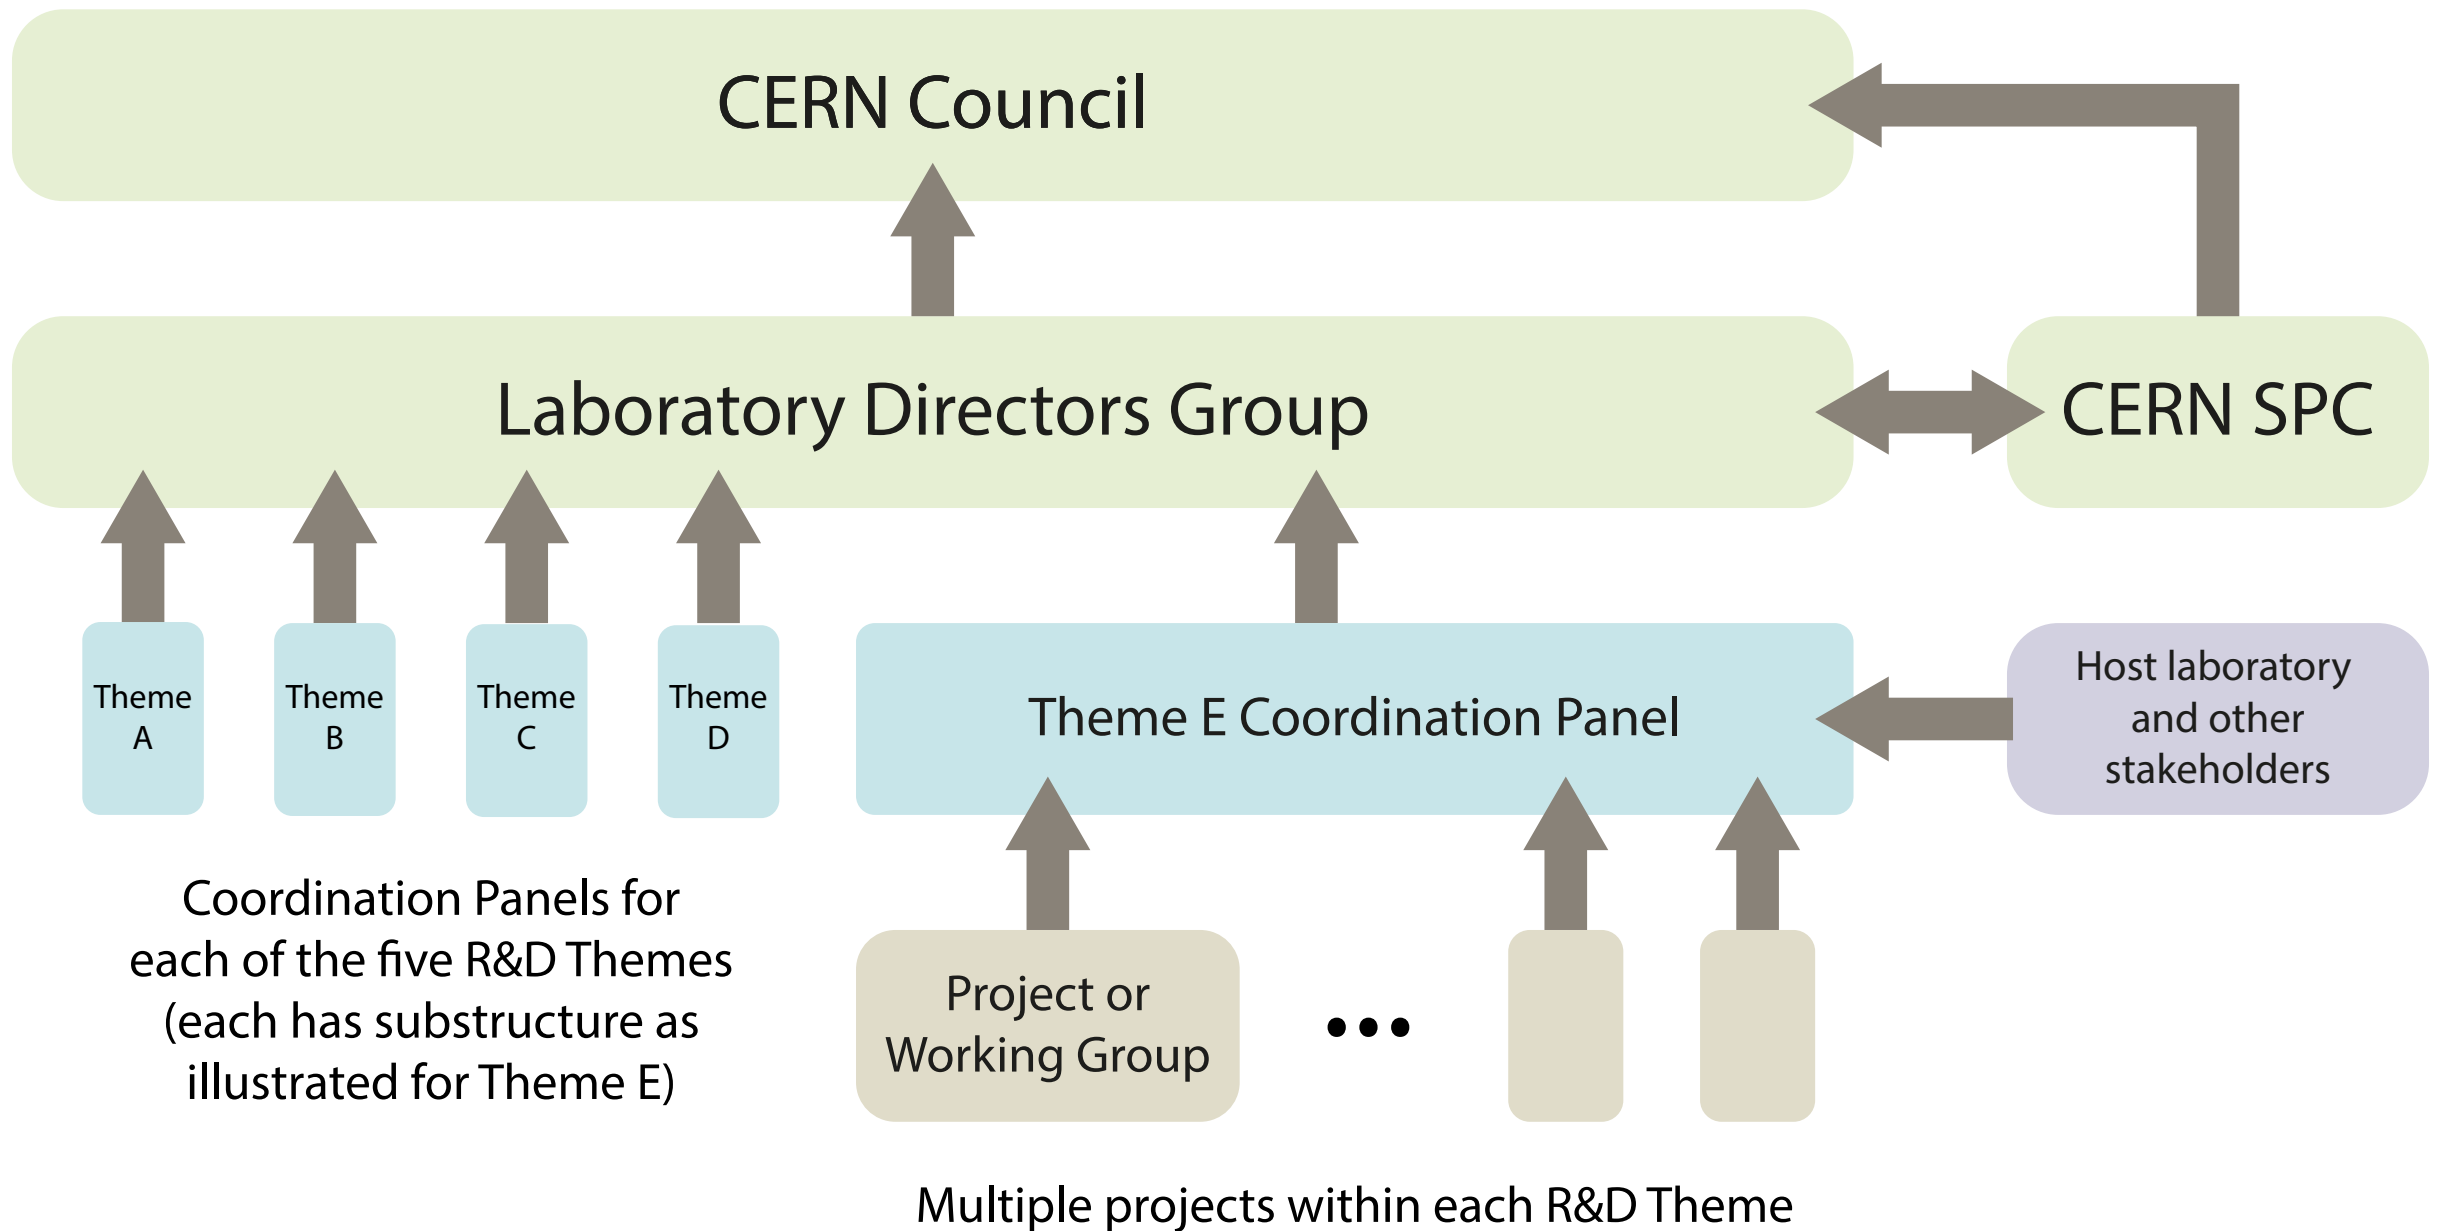 CERN Council
Laboratory Directors Group
CERN SPC
Theme
A
Theme
B
Theme
C
Theme
D
Theme E Coordination Panel
Host laboratory
and other
stakeholders
Coordination Panels for
each of the five R&D Themes
(each has substructure as
illustrated for Theme E)
Project or
Working Group
...
Multiple projects within each R&D Theme